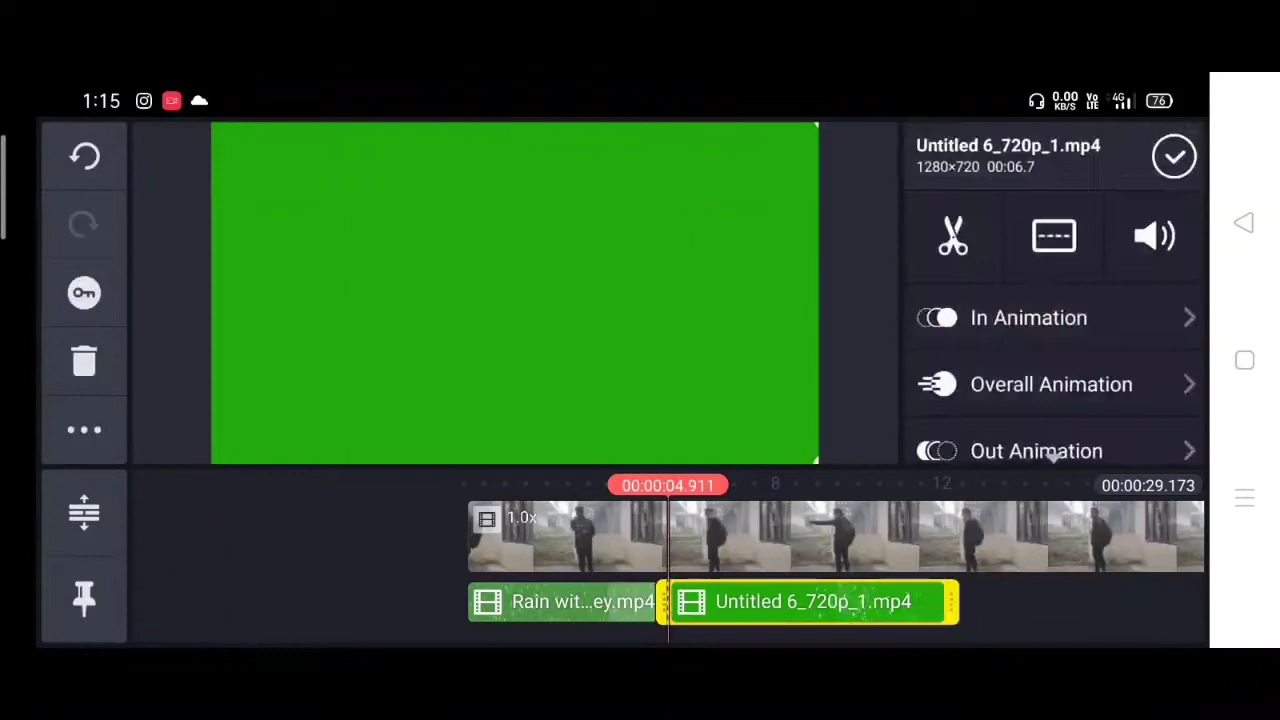 1:15
0.00
KB/S
Vo
LTE
4G
76
Untitled 6_720p_1.mp4
1280×720 00:06.7
In Animation
Overall Animation
Out Animation
00:00:04.911
8
12
00:00:29.173
1.0x
Rain wit...ey.mp4
Untitled 6_720p_1.mp4